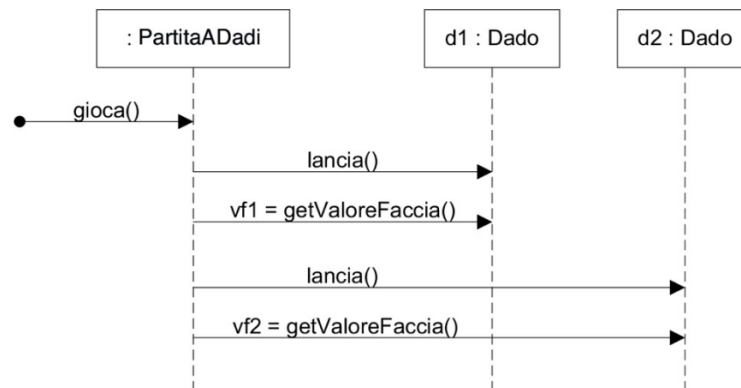 : PartitaADadi
d1 : Dado
d2 : Dado
gioca()
lancia()
vf1 = getValoreFaccia()
lancia()
vf2 = getValoreFaccia()